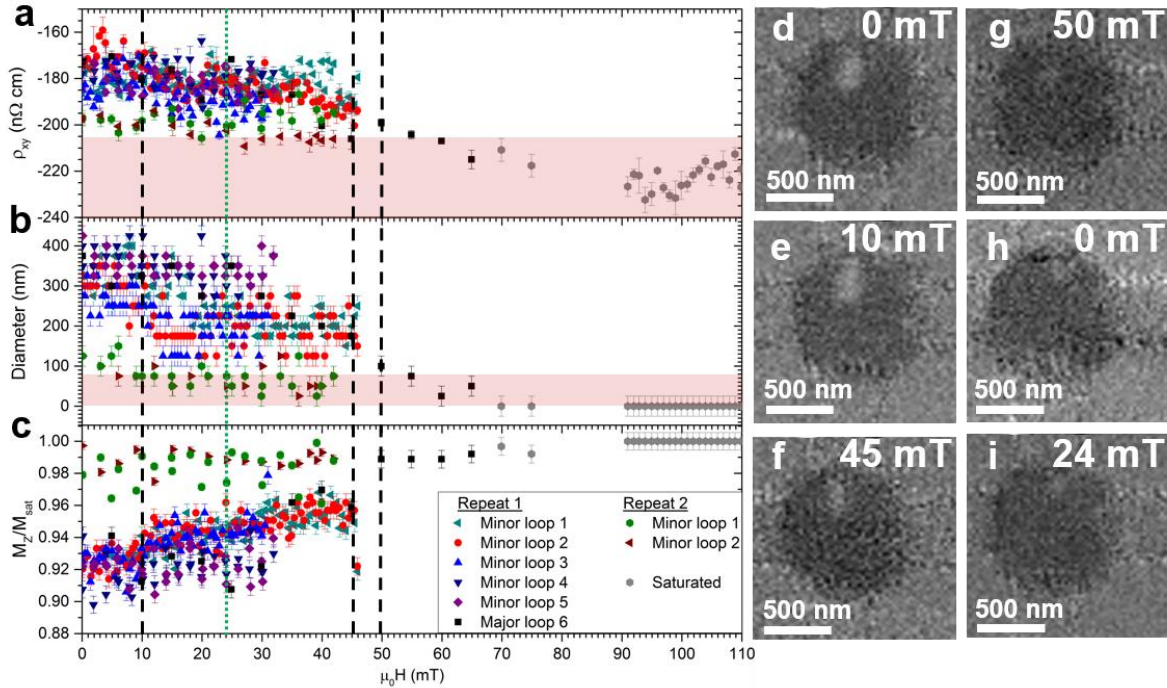 a
-160
-180
-200
-220
-240
ρxy (nΩ cm)
b
400
300
200
100
0
Diameter (nm)
c
1.00
0.98
0.96
0.94
0.92
0.90
0.88
MZ/Msat
Repeat 1
Minor loop 1
Minor loop 2
Minor loop 3
Minor loop 4
Minor loop 5
Major loop 6
Repeat 2
Minor loop 1
Minor loop 2
Saturated
0 10 20 30 40 50 60 70 80 90 100 110
μ0H (mT)
d 0 mT
500 nm
g 50 mT
500 nm
e 10 mT
500 nm
h 0 mT
500 nm
f 45 mT
500 nm
i 24 mT
500 nm